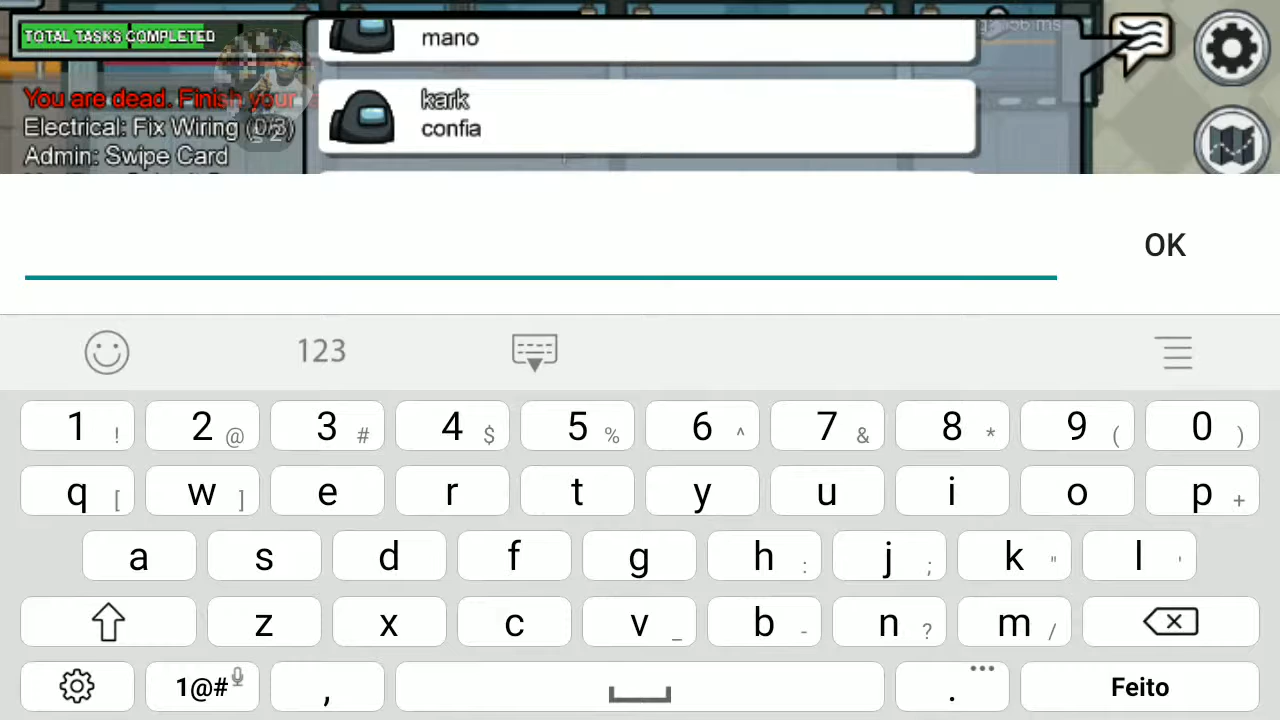 TOTAL TASKS COMPLETED
mano
You are dead. Finish your
Electrical: Fix Wiring (0/3)
Admin: Swipe Card
kark
confia
OK
123
1 ! 2 @ 3 # 4 $ 5 % 6 ^ 7 & 8 * 9 ( 0 )
q [ w ] e r t y u i o p +
a s d f g h : j ; k " l '
z x c v _ b - n ? m /
1@# , . Feito